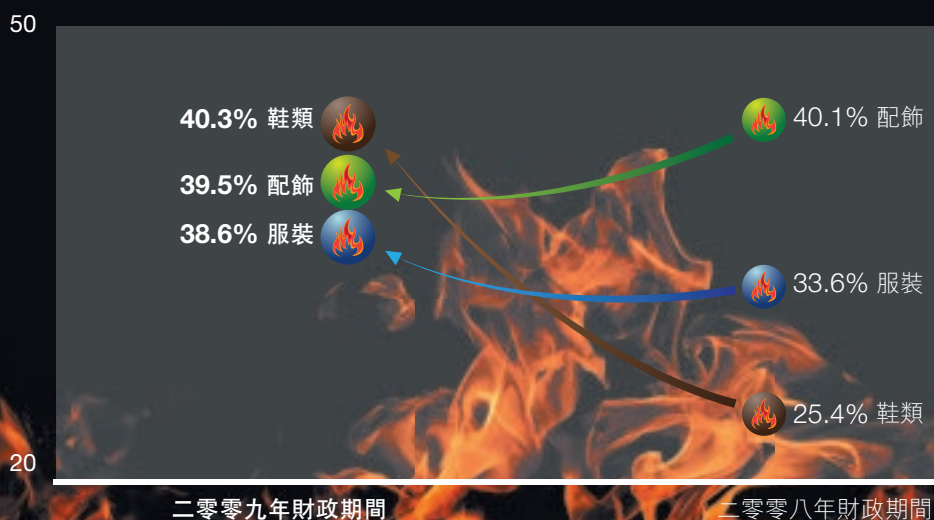 50
40.3% 鞋類
40.1% 配飾
39.5% 配飾
38.6% 服裝
33.6% 服裝
25.4% 鞋類
20
二零零九年財政期間
二零零八年財政期間